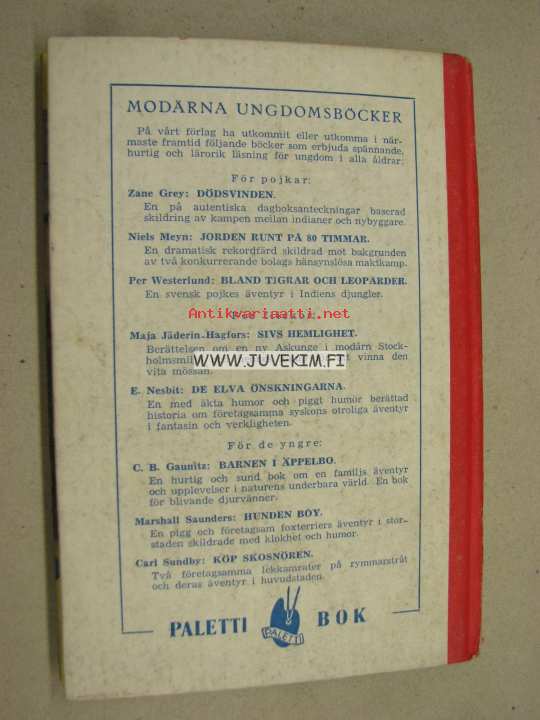 MODÄRNA UNGDOMSBÖCKER
På vårt förlag ha utkommit eller utkomma i när-
maste framtid följande böcker som erbjuda spännande,
hurtig och lärorik läsning för ungdom i alla åldrar:
För pojkar:
Zane Grey: DÖDSVINDEN.
En på autentiska dagboksanteckningar baserad
skildring av kampen mellan indianer och nybyggare.
Niels Meyn: JORDEN RUNT PÅ 80 TIMMAR.
En dramatisk rekordfärd skildrad mot bakgrunden
av två konkurrerande bolags hänsynslösa maktkamp.
Per Westerlund: BLAND TIGRAR OCH LEOPARDER.
En svensk pojkes äventyr i Indiens djungler.
Antikvariaatti.net
Maja Jäderin-Hagfors: SIVS HEMLIGHET.
Berättelsen om en ny Askunge i modärn Stock-
WWW.JUVEKIM.FI
vinna den
vita mössan.
E. Nesbit: DE ELVA ÖNSKNINGARNA.
En med äkta humor och piggt humör berättad
historia om företagsamma syskons otroliga äventyr
i fantasin och verkligheten.
För de yngre:
C. B. Gaunitz: BARNEN I ÄPPELBO.
En hurtig och sund bok om en familjs äventyr
och upplevelser i naturens underbara värld. En bok
för blivande djurvänner.
Marshall Saunders: HUNDEN BOY.
En pigg och företagsam foxterriers äventyr i stor-
staden skildrade med klokhet och humor.
Carl Sundby: KÖP SKOSNÖREN.
Två företagsamma lekkamrater på rymmarstråt
och deras äventyr i huvudstaden.
PALETTI PALETTI BOK